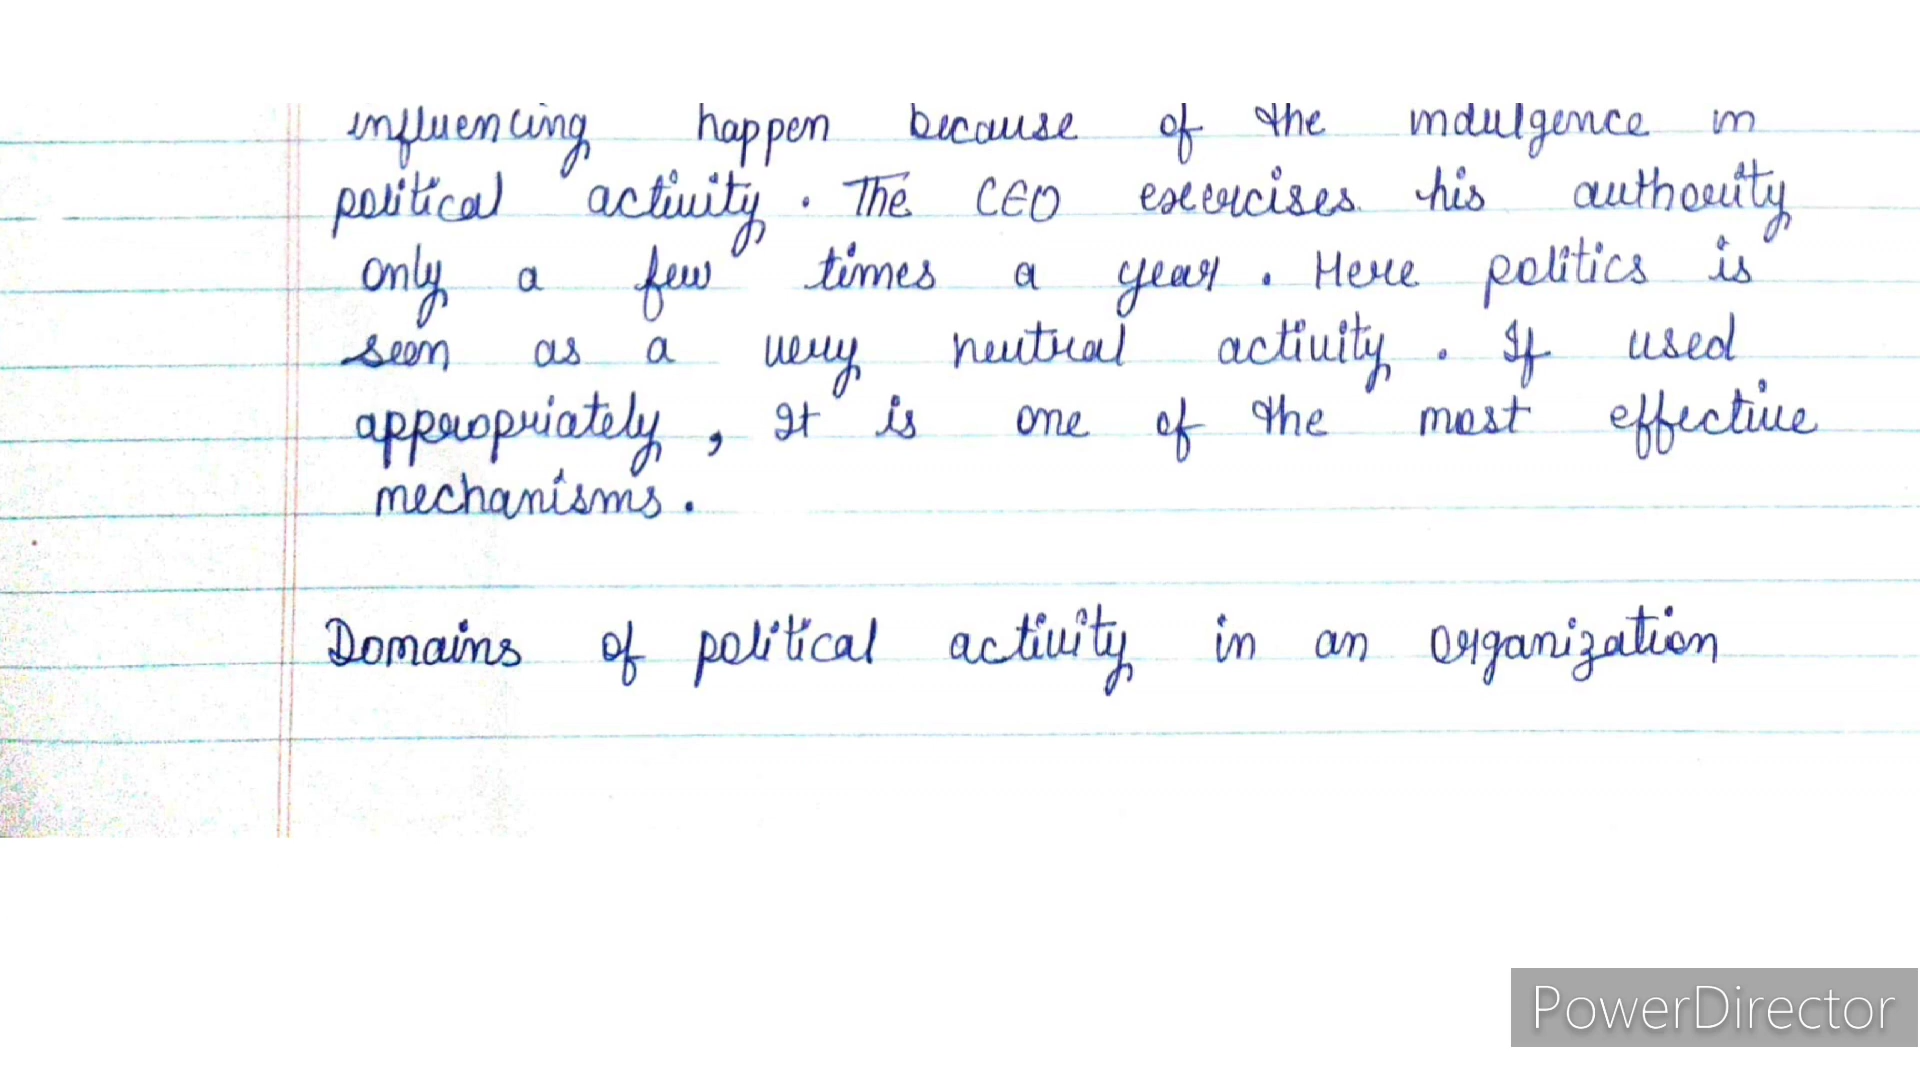 influencing happen because of the indulgence in
political activity. The CEO exercises his authority
only a few times a year. Here politics is
seen as a very neutral activity. If used
appropriately, It is one of the most effective
mechanisms.
Domains of political activity in an organization
PowerDirector